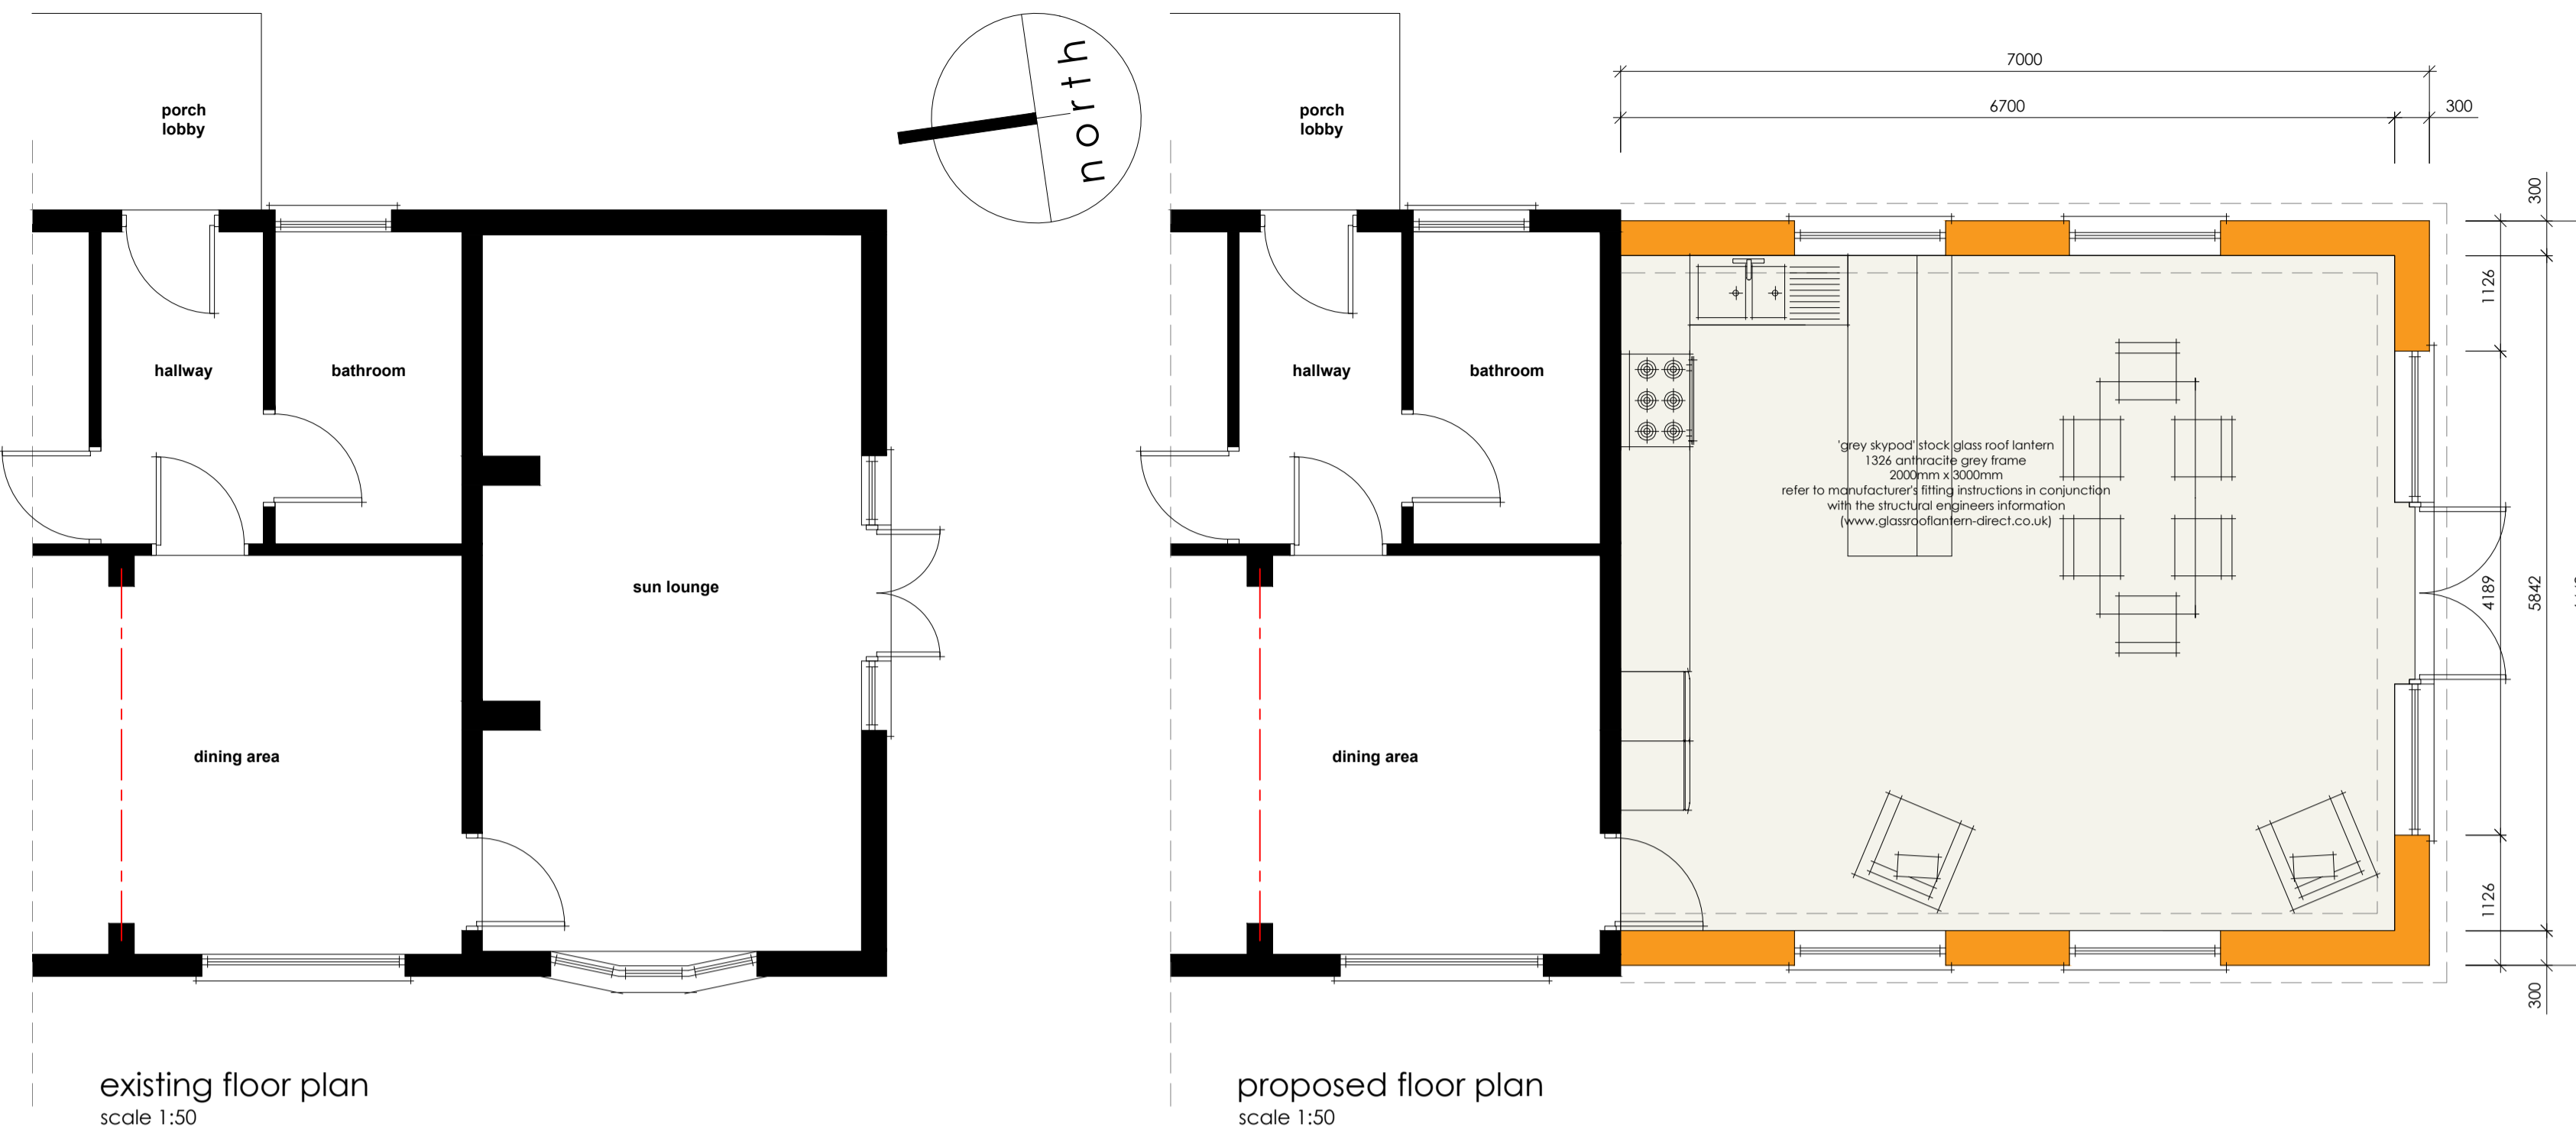 porch
lobby
hallway
bathroom
sun lounge
dining area
existing floor plan
scale 1:50
north
porch
lobby
hallway
bathroom
dining area
'grey skypod' stock glass roof lantern
1326 anthracite grey frame
2000mm x 3000mm
refer to manufacturer's fitting instructions in conjunction
with the structural engineers information
(www.glassrooflantern-direct.co.uk)
7000
6700
300
300
1126
4189
5842
1126
300
proposed floor plan
scale 1:50